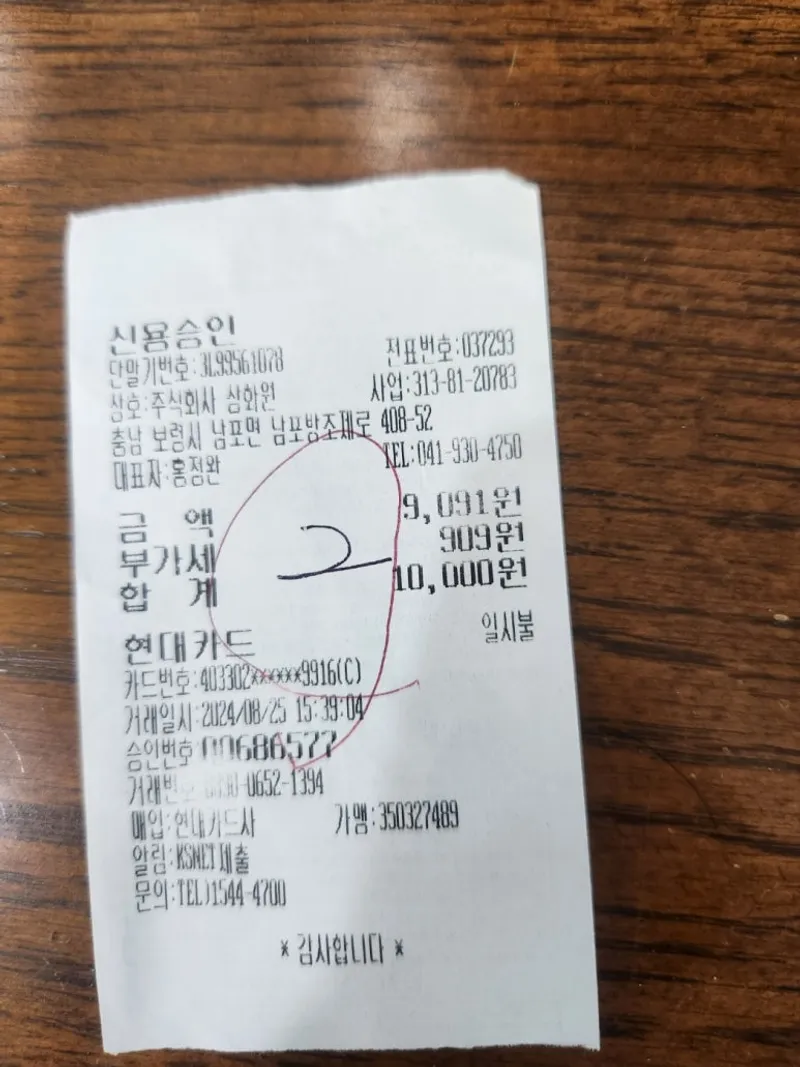 신용승인
단말기번호:3L99561078 전표번호:037293
상호:주식회사 상화원 사업:313-81-20783
충남 보령시 남포면 남포방조제로 408-52
대표자:홍정완 TEL:041-930-4750
금 액 9,091원
부가세 909원
합 계 10,000원
2
현대카드 일시불
카드번호:403302******9916(C)
거래일시:2024/08/25 15:39:04
승인번호 00686577
거래번호 -0652-1394
매입:현대카드사 가맹:350327489
알림:KSNET제출
문의:TEL)1544-4700
* 감사합니다 *